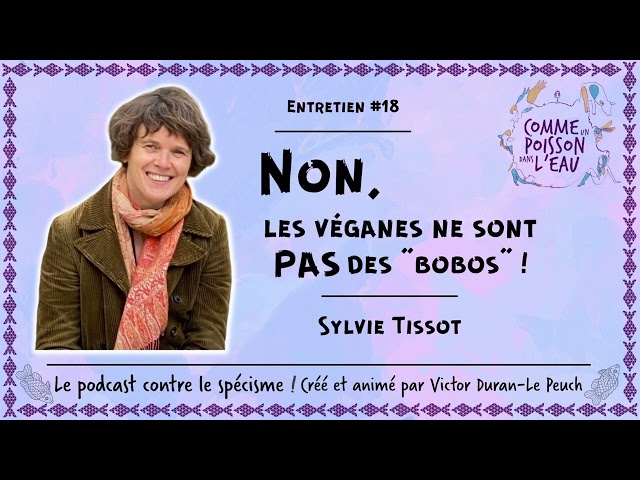 Entretien #18
COMME UN
POISSON
DANS L'EAU
Non,
les véganes ne sont
PAS des "bobos" !
Sylvie Tissot
Le podcast contre le spécisme ! Créé et animé par Victor Duran-Le Peuch